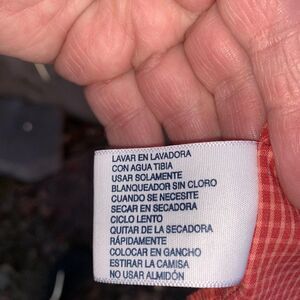 LAVAR EN LAVADORA
CON AGUA TIBIA
USAR SOLAMENTE
BLANQUEADOR SIN CLORO
CUANDO SE NECESITE
SECAR EN SECADORA
CICLO LENTO
QUITAR DE LA SECADORA
RÁPIDAMENTE
COLOCAR EN GANCHO
ESTIRAR LA CAMISA
NO USAR ALMIDÓN